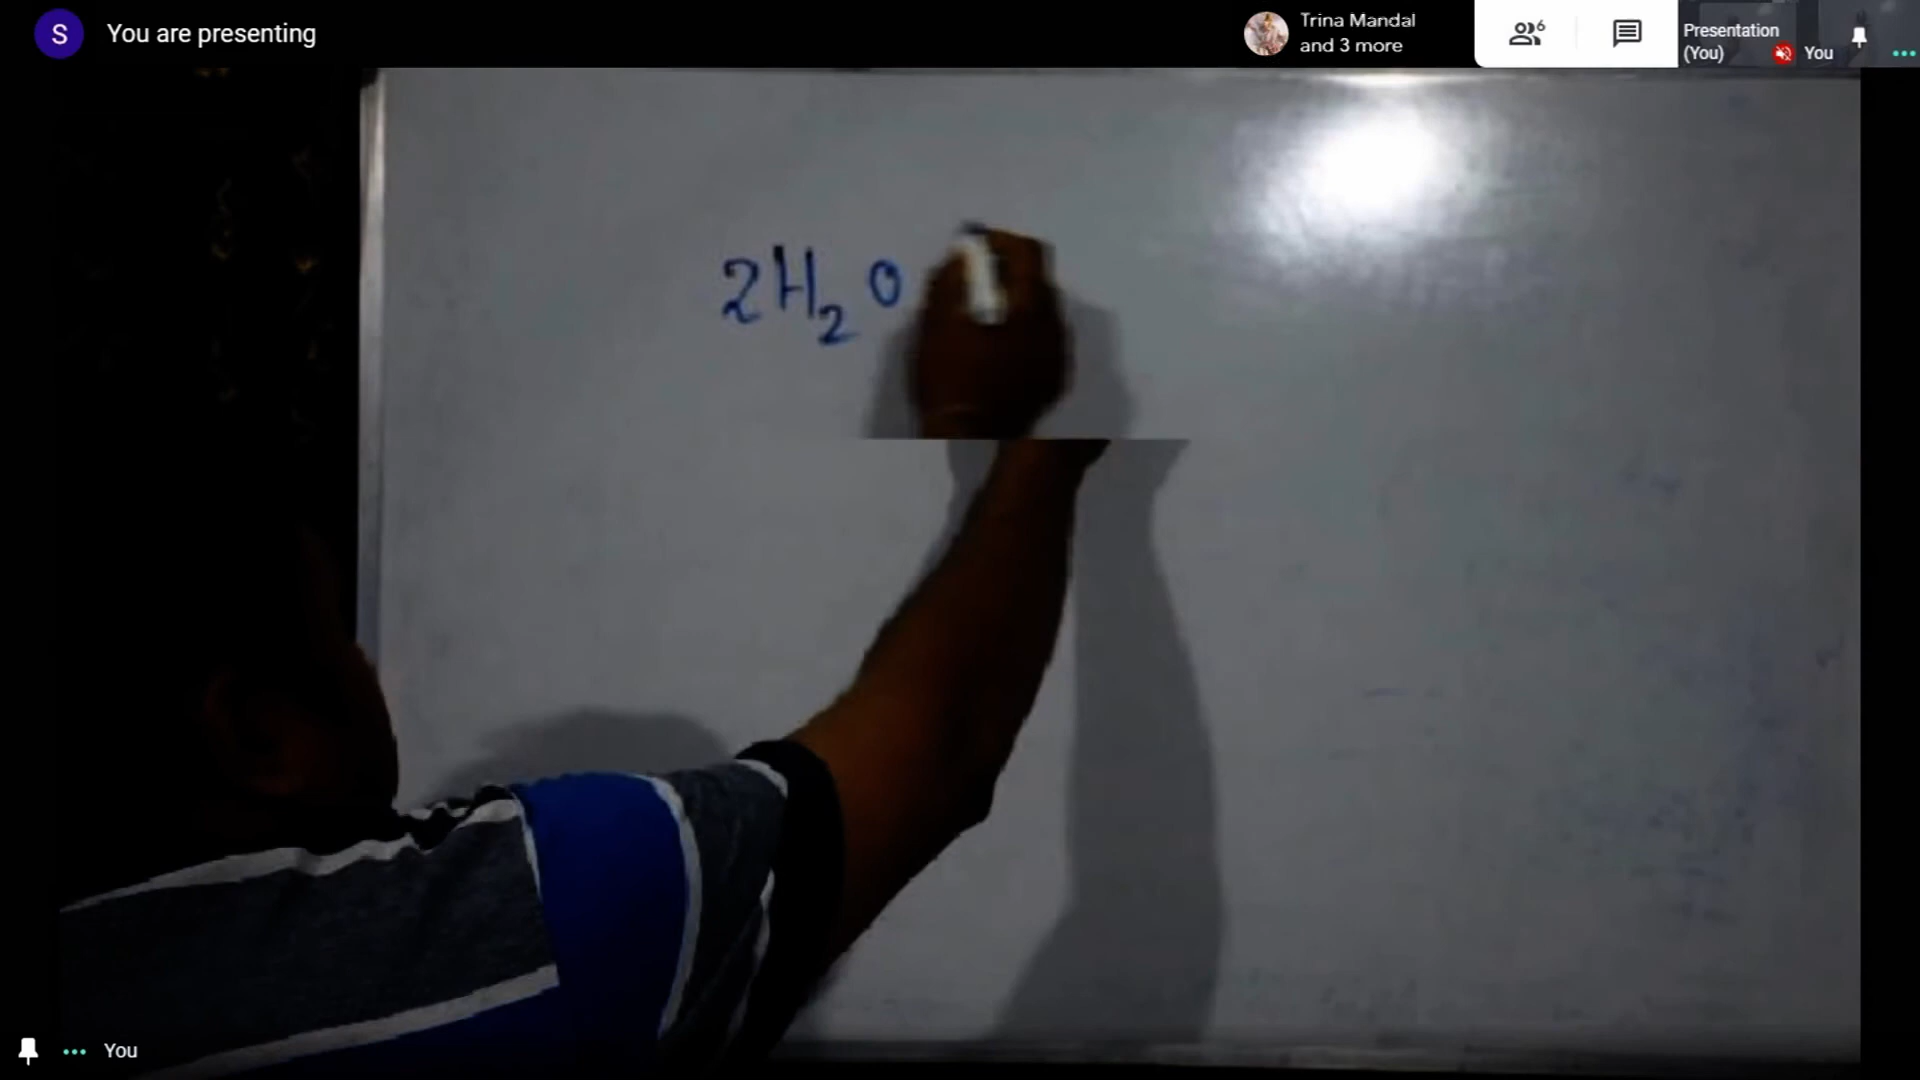 S You are presenting
Trina Mandal
and 3 more
6
Presentation
(You)
You
2H₂O
You